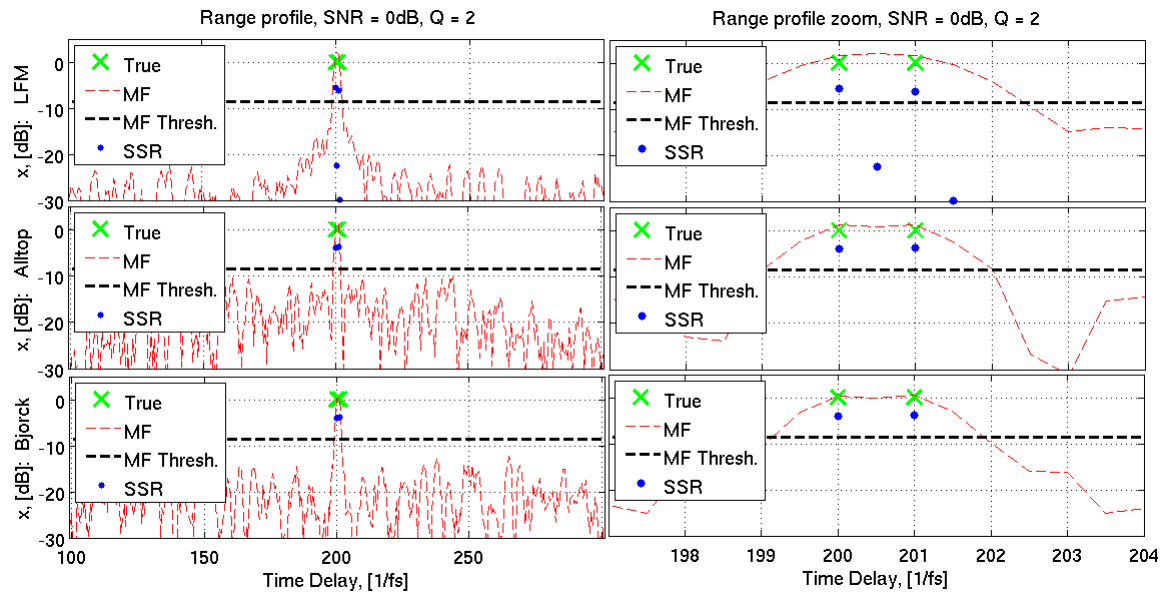 Range profile, SNR = 0dB, Q = 2
Range profile zoom, SNR = 0dB, Q = 2
x, [dB]: LFM
0
-10
-20
-30
True
MF
MF Thresh.
SSR
True
MF
MF Thresh.
SSR
x, [dB]: Alltop
0
-10
-20
-30
True
MF
MF Thresh.
SSR
True
MF
MF Thresh.
SSR
x, [dB]: Bjorck
0
-10
-20
-30
True
MF
MF Thresh.
SSR
True
MF
MF Thresh.
SSR
100 150 200 250
198 199 200 201 202 203 204
Time Delay, [1/fs]
Time Delay, [1/fs]